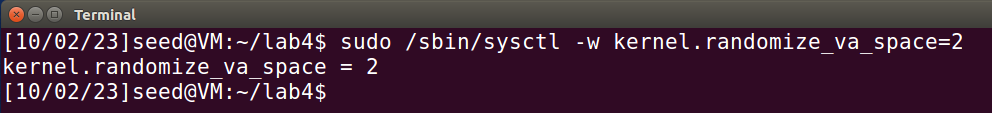 Terminal
[10/02/23]seed@VM:~/lab4$ sudo /sbin/sysctl -w kernel.randomize_va_space=2
kernel.randomize_va_space = 2
[10/02/23]seed@VM:~/lab4$